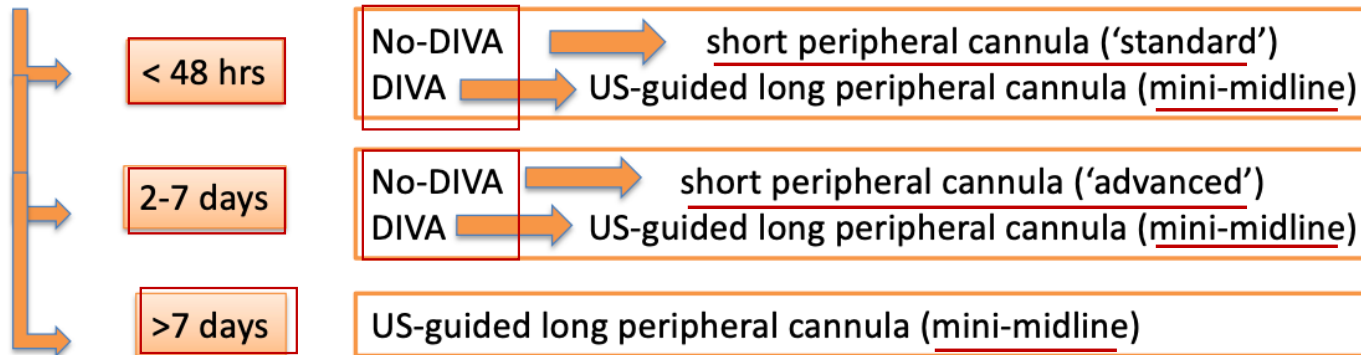 < 48 hrs
No-DIVA short peripheral cannula (‘standard’)
DIVA US-guided long peripheral cannula (mini-midline)
2-7 days
No-DIVA short peripheral cannula (‘advanced’)
DIVA US-guided long peripheral cannula (mini-midline)
>7 days
US-guided long peripheral cannula (mini-midline)